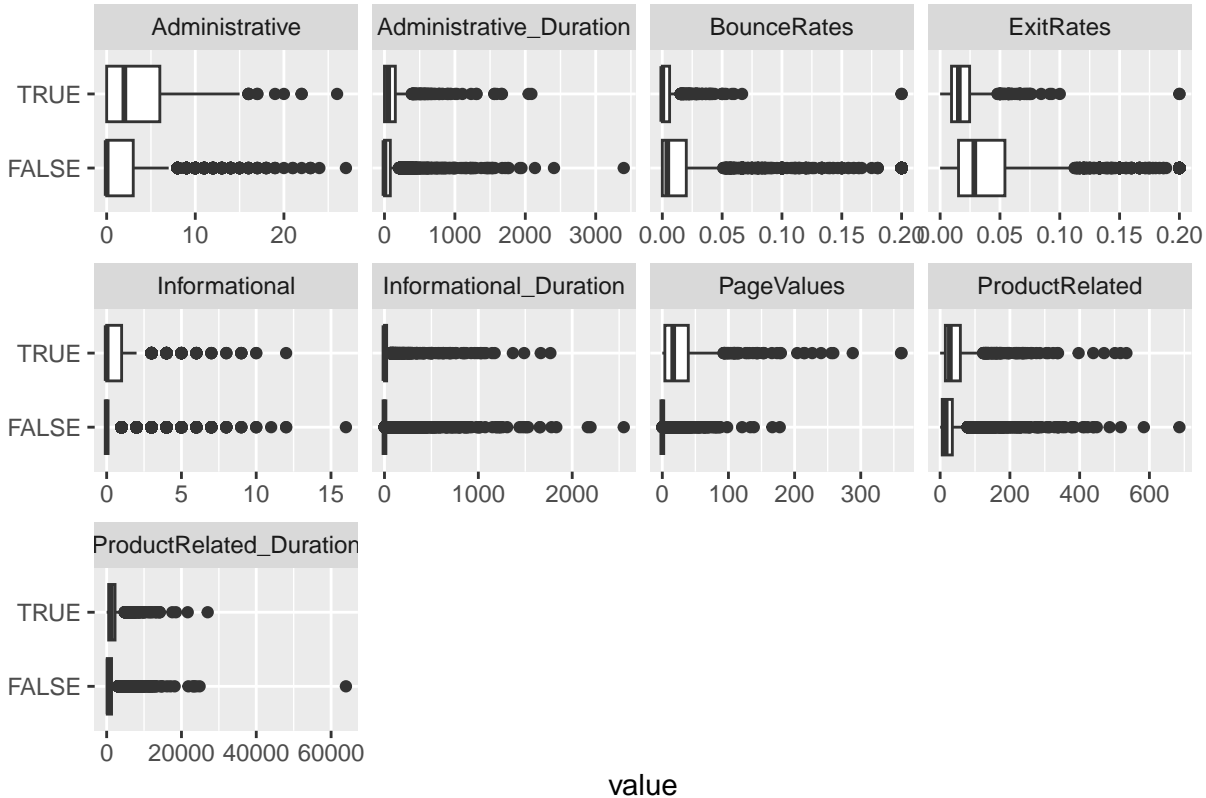 Administrative Administrative_Duration BounceRates ExitRates
TRUE
FALSE
0 10 20 0 1000 2000 3000 0.00 0.05 0.10 0.15 0.20 0.00 0.05 0.10 0.15 0.20
Informational Informational_Duration PageValues ProductRelated
TRUE
FALSE
0 5 10 15 0 1000 2000 0 100 200 300 0 200 400 600
ProductRelated_Duration
TRUE
FALSE
0 20000 40000 60000
value